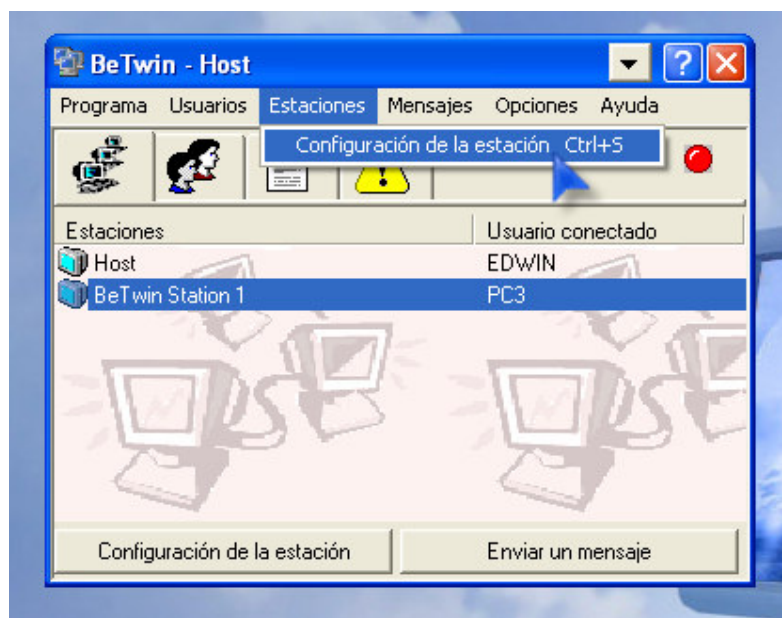 BeTwin - Host
Programa Usuarios Estaciones Mensajes Opciones Ayuda
Configuración de la estación Ctrl+S
Estaciones Usuario conectado
Host EDWIN
BeTwin Station 1 PC3
Configuración de la estación Enviar un mensaje